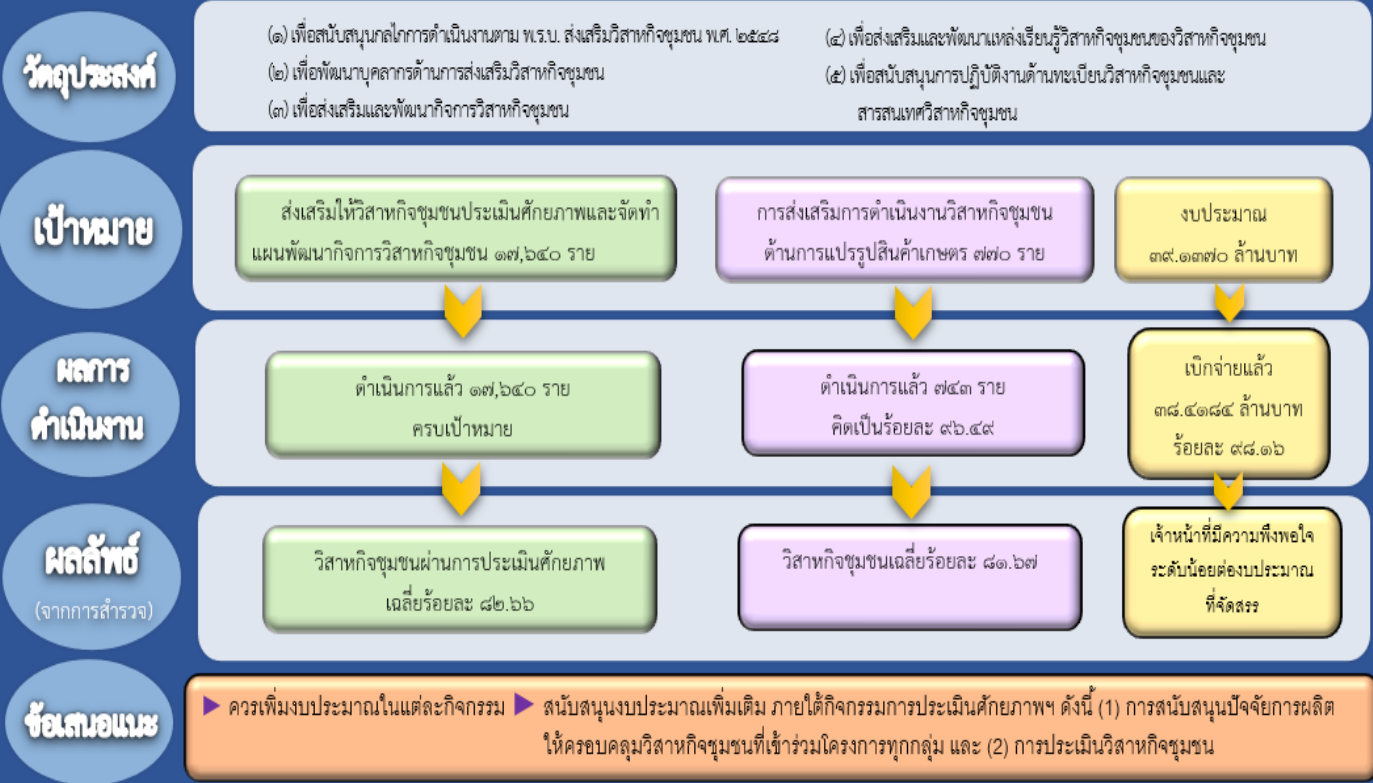 วัตถุประสงค์
(๑) เพื่อสนับสนุนกลไกการดำเนินงานตาม พ.ร.บ. ส่งเสริมวิสาหกิจชุมชน พ.ศ. ๒๕๔๘
(๒) เพื่อพัฒนาบุคลากรด้านการส่งเสริมวิสาหกิจชุมชน
(๓) เพื่อส่งเสริมและพัฒนากิจการวิสาหกิจชุมชน
(๔) เพื่อส่งเสริมและพัฒนาแหล่งเรียนรู้วิสาหกิจชุมชนของวิสาหกิจชุมชน
(๕) เพื่อสนับสนุนการปฏิบัติงานด้านทะเบียนวิสาหกิจชุมชนและ
สารสนเทศวิสาหกิจชุมชน
เป้าหมาย
ส่งเสริมให้วิสาหกิจชุมชนประเมินศักยภาพและจัดทำ
แผนพัฒนากิจการวิสาหกิจชุมชน ๑๗,๖๔๐ ราย
การส่งเสริมการดำเนินงานวิสาหกิจชุมชน
ด้านการแปรรูปสินค้าเกษตร ๗๗๐ ราย
งบประมาณ
๓๙.๑๓๗๐ ล้านบาท
ผลการ
ดำเนินงาน
ดำเนินการแล้ว ๑๗,๖๔๐ ราย
ครบเป้าหมาย
ดำเนินการแล้ว ๗๔๓ ราย
คิดเป็นร้อยละ ๙๖.๔๙
เบิกจ่ายแล้ว
๓๘.๔๑๘๔ ล้านบาท
ร้อยละ ๙๘.๑๖
ผลลัพธ์
(จากการสำรวจ)
วิสาหกิจชุมชนผ่านการประเมินศักยภาพ
เฉลี่ยร้อยละ ๘๒.๖๖
วิสาหกิจชุมชนเฉลี่ยร้อยละ ๘๑.๖๗
เจ้าหน้าที่มีความพึงพอใจ
ระดับน้อยต่องบประมาณ
ที่จัดสรร
ข้อเสนอแนะ
▶ ควรเพิ่มงบประมาณในแต่ละกิจกรรม ▶ สนับสนุนงบประมาณเพิ่มเติม ภายใต้กิจกรรมการประเมินศักยภาพฯ ดังนี้ (1) การสนับสนุนปัจจัยการผลิต
ให้ครอบคลุมวิสาหกิจชุมชนที่เข้าร่วมโครงการทุกกลุ่ม และ (2) การประเมินวิสาหกิจชุมชน